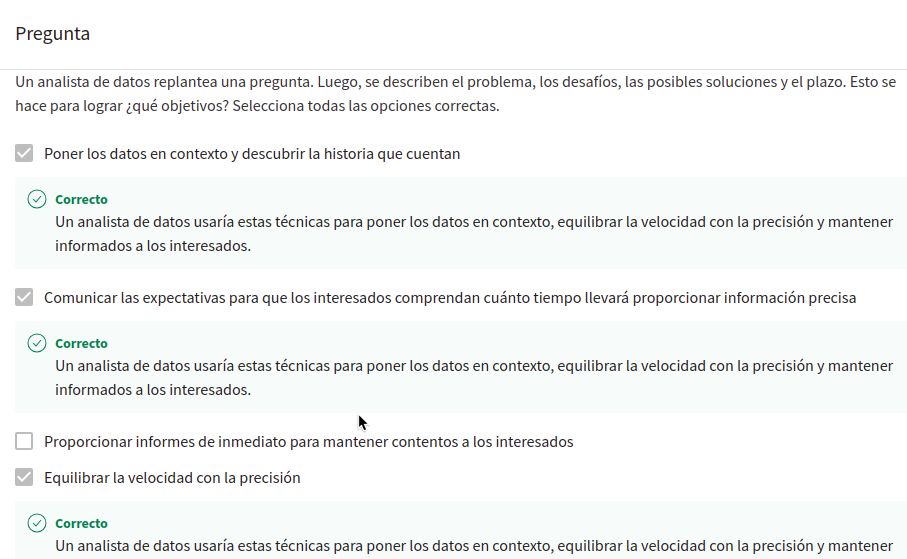 Pregunta
Un analista de datos replantea una pregunta. Luego, se describen el problema, los desafíos, las posibles soluciones y el plazo. Esto se
hace para lograr ¿qué objetivos? Selecciona todas las opciones correctas.
Poner los datos en contexto y descubrir la historia que cuentan
Correcto
Un analista de datos usaría estas técnicas para poner los datos en contexto, equilibrar la velocidad con la precisión y mantener
informados a los interesados.
Comunicar las expectativas para que los interesados comprendan cuánto tiempo llevará proporcionar información precisa
Correcto
Un analista de datos usaría estas técnicas para poner los datos en contexto, equilibrar la velocidad con la precisión y mantener
informados a los interesados.
Proporcionar informes de inmediato para mantener contentos a los interesados
Equilibrar la velocidad con la precisión
Correcto
Un analista de datos usaría estas técnicas para poner los datos en contexto, equilibrar la velocidad con la precisión y mantener